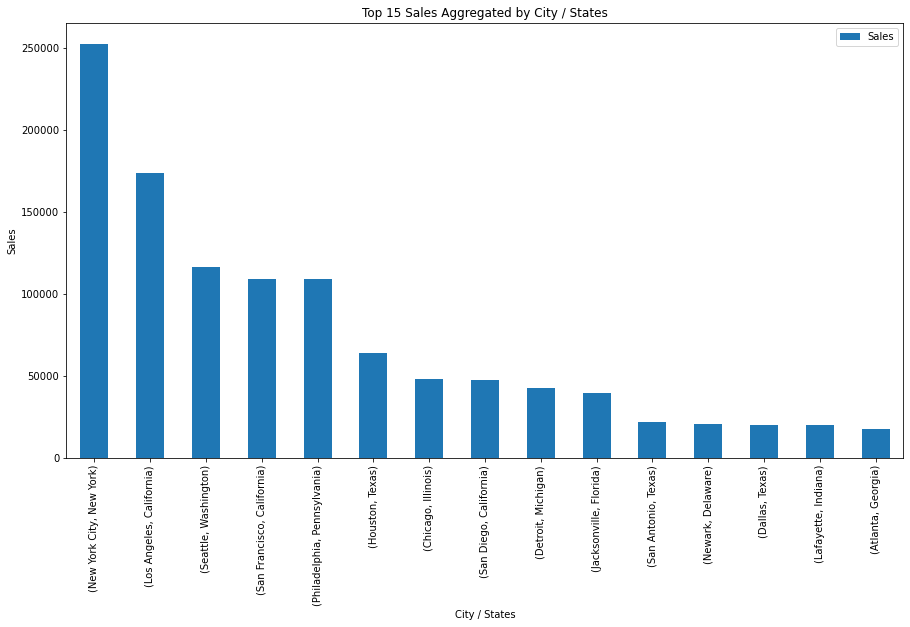 Top 15 Sales Aggregated by City / States
Sales
250000
200000
150000
100000
50000
0
Sales
(New York City, New York)
(Los Angeles, California)
(Seattle, Washington)
(San Francisco, California)
(Philadelphia, Pennsylvania)
(Houston, Texas)
(Chicago, Illinois)
(San Diego, California)
(Detroit, Michigan)
(Jacksonville, Florida)
(San Antonio, Texas)
(Newark, Delaware)
(Dallas, Texas)
(Lafayette, Indiana)
(Atlanta, Georgia)
City / States